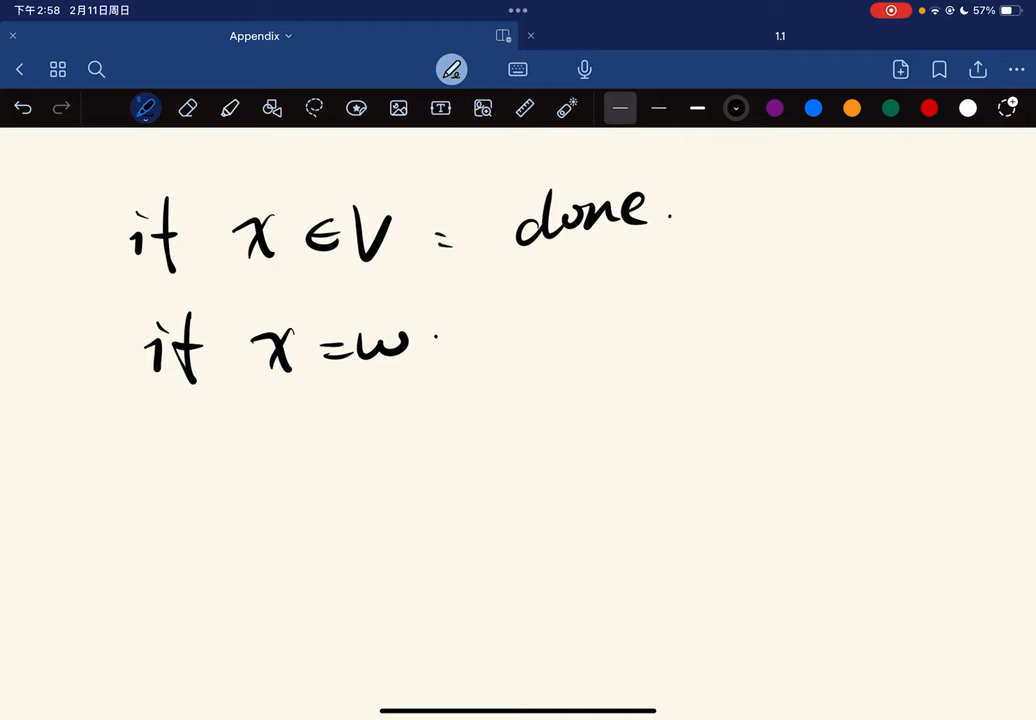 下午2:58 2月11日周日
57%
Appendix
1.1
if x ∈ V = done.
if x = w.